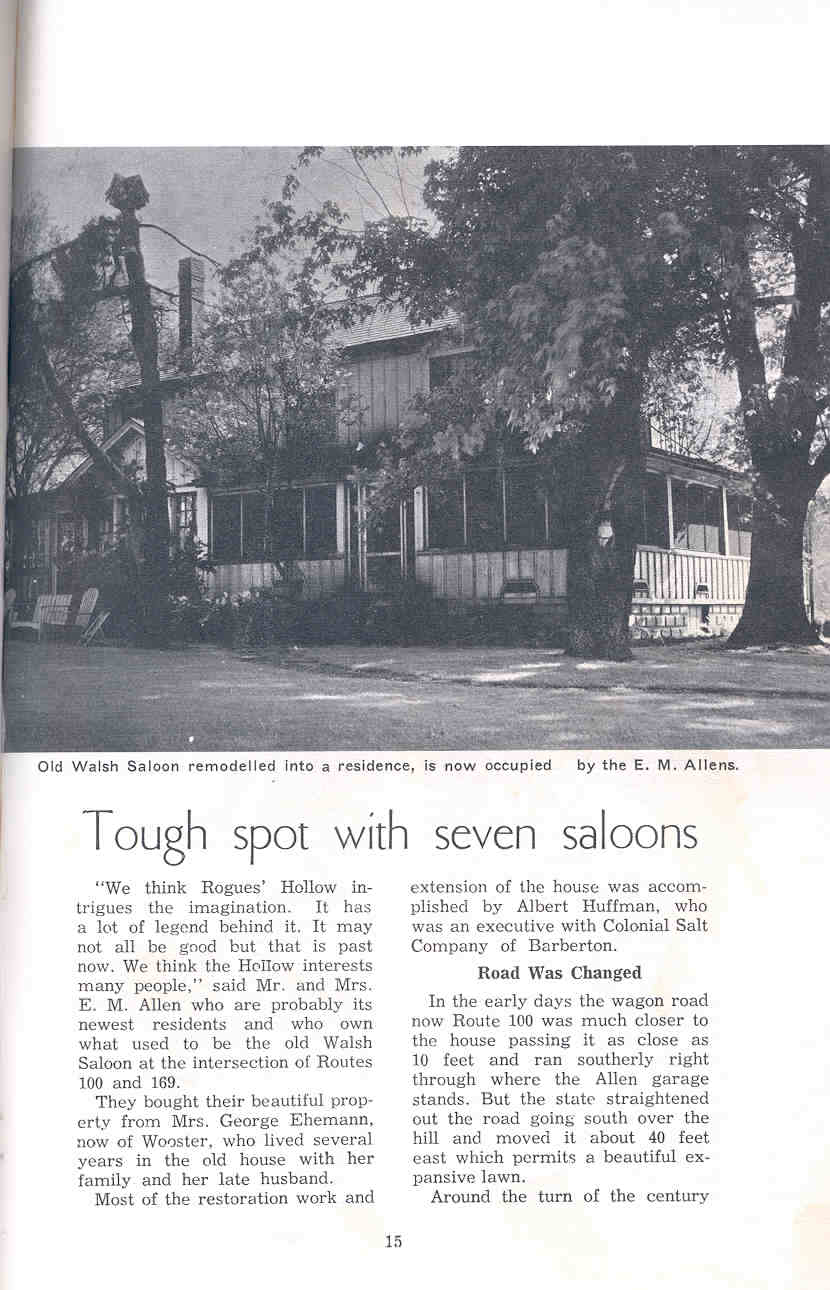 Old Walsh Saloon remodelled into a residence, is now occupied by the E. M. Allens.
Tough spot with seven saloons
"We think Rogues' Hollow in-
trigues the imagination. It has
a lot of legend behind it. It may
not all be good but that is past
now. We think the Hollow interests
many people," said Mr. and Mrs.
E. M. Allen who are probably its
newest residents and who own
what used to be the old Walsh
Saloon at the intersection of Routes
100 and 169.
They bought their beautiful prop-
erty from Mrs. George Ehemann,
now of Wooster, who lived several
years in the old house with her
family and her late husband.
Most of the restoration work and
extension of the house was accom-
plished by Albert Huffman, who
was an executive with Colonial Salt
Company of Barberton.
Road Was Changed
In the early days the wagon road
now Route 100 was much closer to
the house passing it as close as
10 feet and ran southerly right
through where the Allen garage
stands. But the state straightened
out the road going south over the
hill and moved it about 40 feet
east which permits a beautiful ex-
pansive lawn.
Around the turn of the century
15